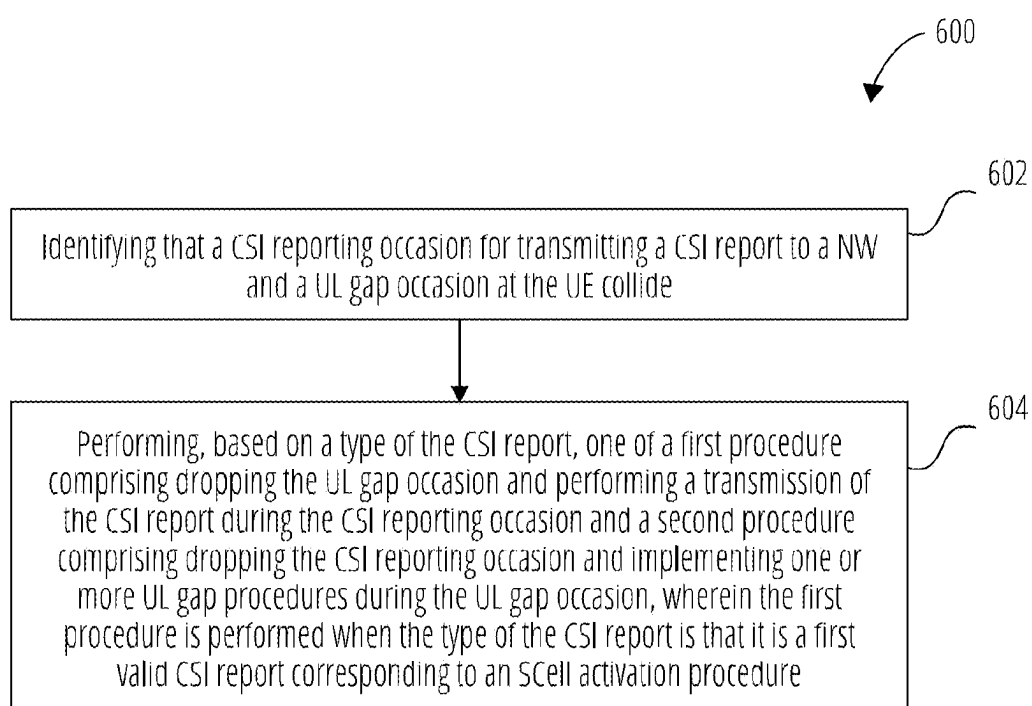 600
602
Identifying that a CSI reporting occasion for transmitting a CSI report to a NW
and a UL gap occasion at the UE collide
604
Performing, based on a type of the CSI report, one of a first procedure
comprising dropping the UL gap occasion and performing a transmission of
the CSI report during the CSI reporting occasion and a second procedure
comprising dropping the CSI reporting occasion and implementing one or
more UL gap procedures during the UL gap occasion, wherein the first
procedure is performed when the type of the CSI report is that it is a first
valid CSI report corresponding to an SCell activation procedure